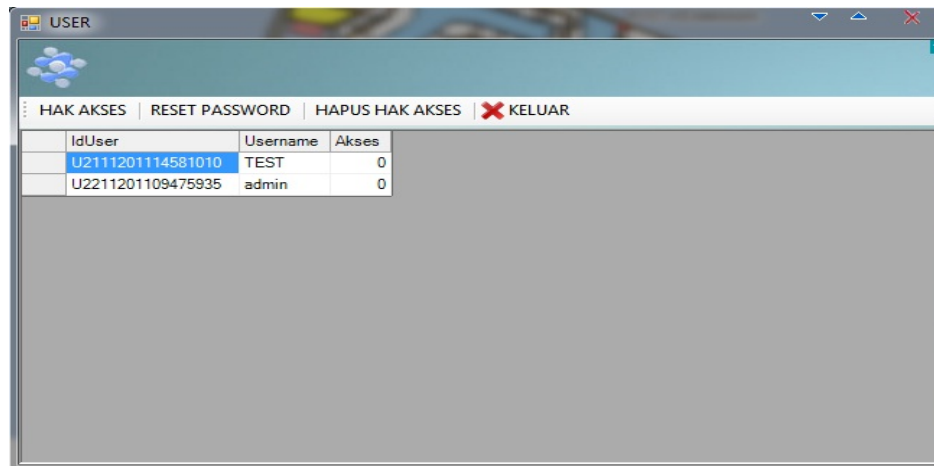 USER
HAK AKSES RESET PASSWORD HAPUS HAK AKSES KELUAR
IdUser Username Akses
U2111201114581010 TEST 0
U2211201109475935 admin 0